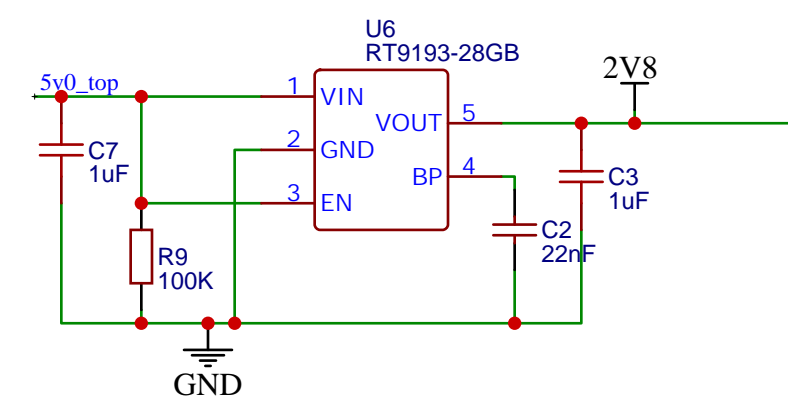 U6
RT9193-28GB
5v0_top
2V8
1
VIN
VOUT
5
2
GND
C7
1uF
BP
4
C3
1uF
3
EN
C2
22nF
R9
100K
GND